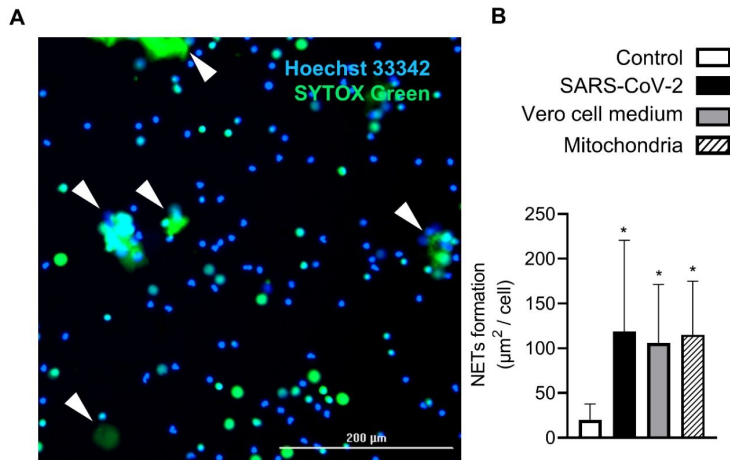 A
Hoechst 33342
SYTOX Green
200 µm
B
Control
SARS-CoV-2
Vero cell medium
Mitochondria
NETs formation
(µm² / cell)
250
200
150
100
50
0
*
*
*